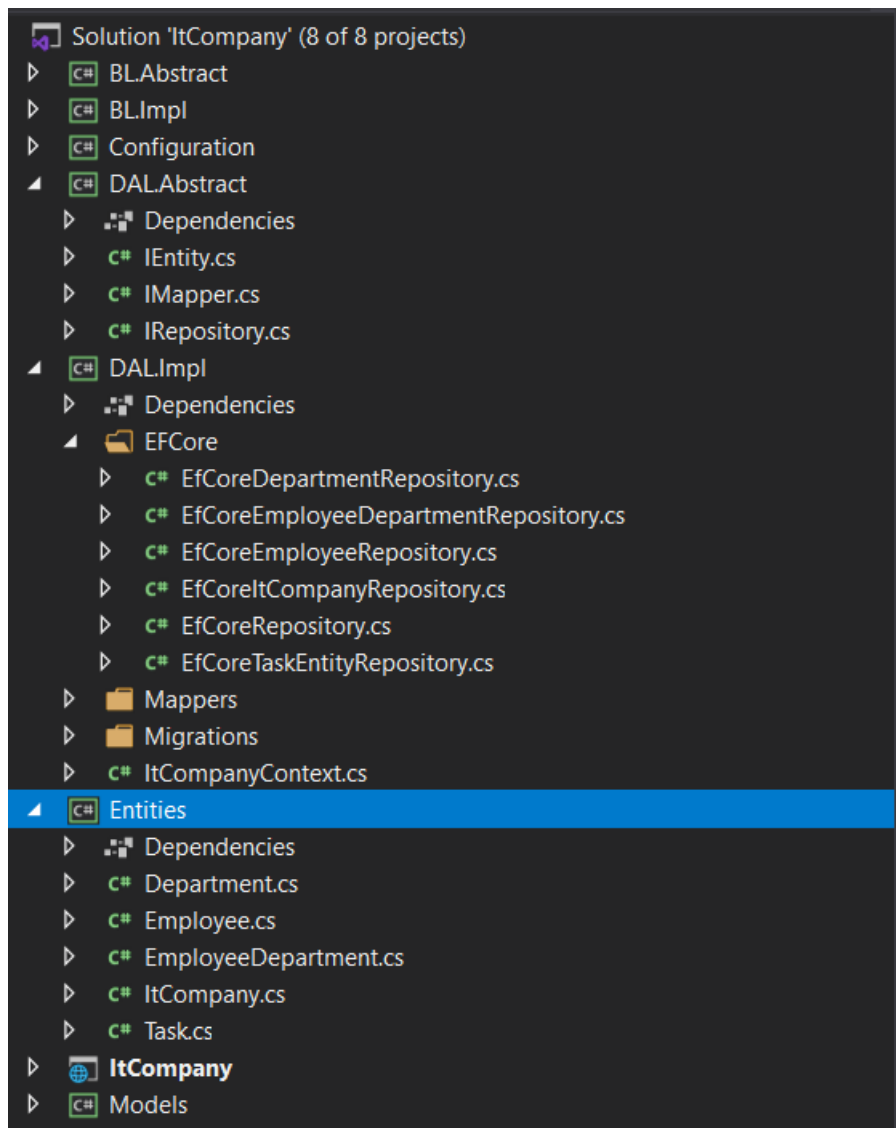 Solution 'ItCompany' (8 of 8 projects)
C# BL.Abstract
C# BL.Impl
C# Configuration
C# DAL.Abstract
Dependencies
C# IEntity.cs
C# IMapper.cs
C# IRepository.cs
C# DAL.Impl
Dependencies
EFCore
C# EfCoreDepartmentRepository.cs
C# EfCoreEmployeeDepartmentRepository.cs
C# EfCoreEmployeeRepository.cs
C# EfCoreItCompanyRepository.cs
C# EfCoreRepository.cs
C# EfCoreTaskEntityRepository.cs
Mappers
Migrations
C# ItCompanyContext.cs
C# Entities
Dependencies
C# Department.cs
C# Employee.cs
C# EmployeeDepartment.cs
C# ItCompany.cs
C# Task.cs
ItCompany
C# Models